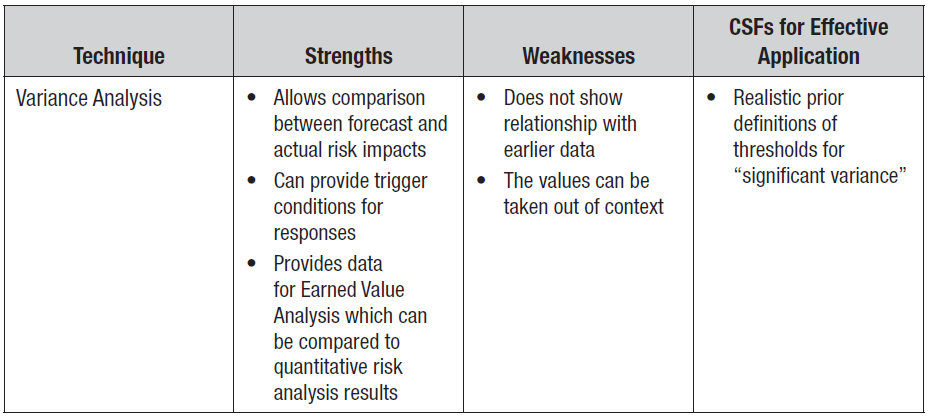 Technique
Strengths
Weaknesses
CSFs for Effective
Application
Variance Analysis
• Allows comparison
between forecast and
actual risk impacts
• Can provide trigger
conditions for
responses
• Provides data
for Earned Value
Analysis which can
be compared to
quantitative risk
analysis results
• Does not show
relationship with
earlier data
• The values can be
taken out of context
• Realistic prior
definitions of
thresholds for
“significant variance”